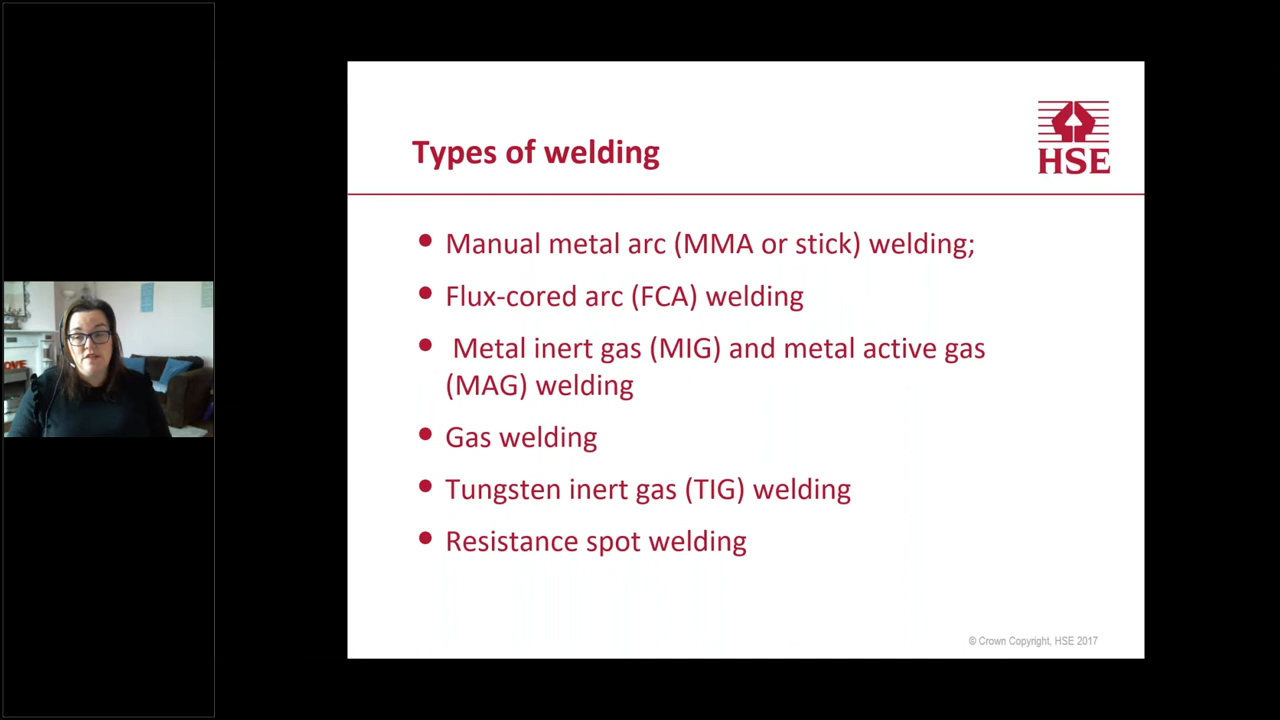 Types of welding
HSE
• Manual metal arc (MMA or stick) welding;
• Flux-cored arc (FCA) welding
• Metal inert gas (MIG) and metal active gas
(MAG) welding
• Gas welding
• Tungsten inert gas (TIG) welding
• Resistance spot welding
© Crown Copyright, HSE 2017